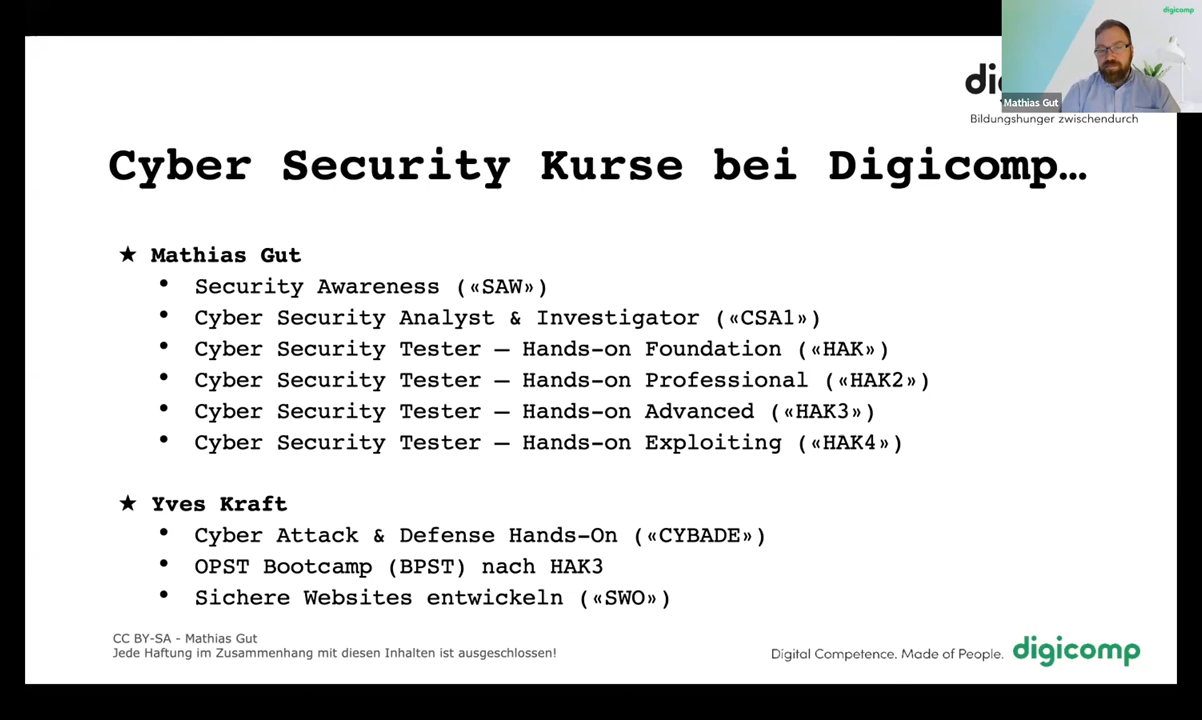 digicomp
Mathias Gut
Bildungshunger zwischendurch
Cyber Security Kurse bei Digicomp…
★ Mathias Gut
• Security Awareness («SAW»)
• Cyber Security Analyst & Investigator («CSA1»)
• Cyber Security Tester – Hands-on Foundation («HAK»)
• Cyber Security Tester – Hands-on Professional («HAK2»)
• Cyber Security Tester – Hands-on Advanced («HAK3»)
• Cyber Security Tester – Hands-on Exploiting («HAK4»)
★ Yves Kraft
• Cyber Attack & Defense Hands-On («CYBADE»)
• OPST Bootcamp (BPST) nach HAK3
• Sichere Websites entwickeln («SWO»)
CC BY-SA - Mathias Gut
Jede Haftung im Zusammenhang mit diesen Inhalten ist ausgeschlossen!
Digital Competence. Made of People. digicomp